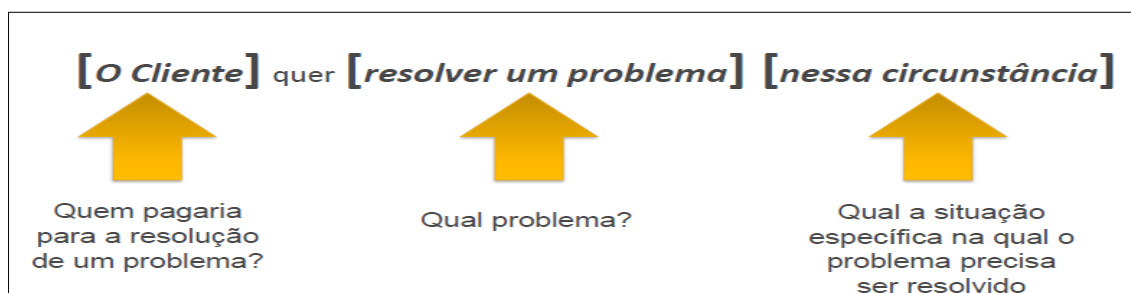 [O Cliente] quer [resolver um problema] [nessa circunstância]
Quem pagaria
para a resolução
de um problema?
Qual problema?
Qual a situação
específica na qual o
problema precisa
ser resolvido